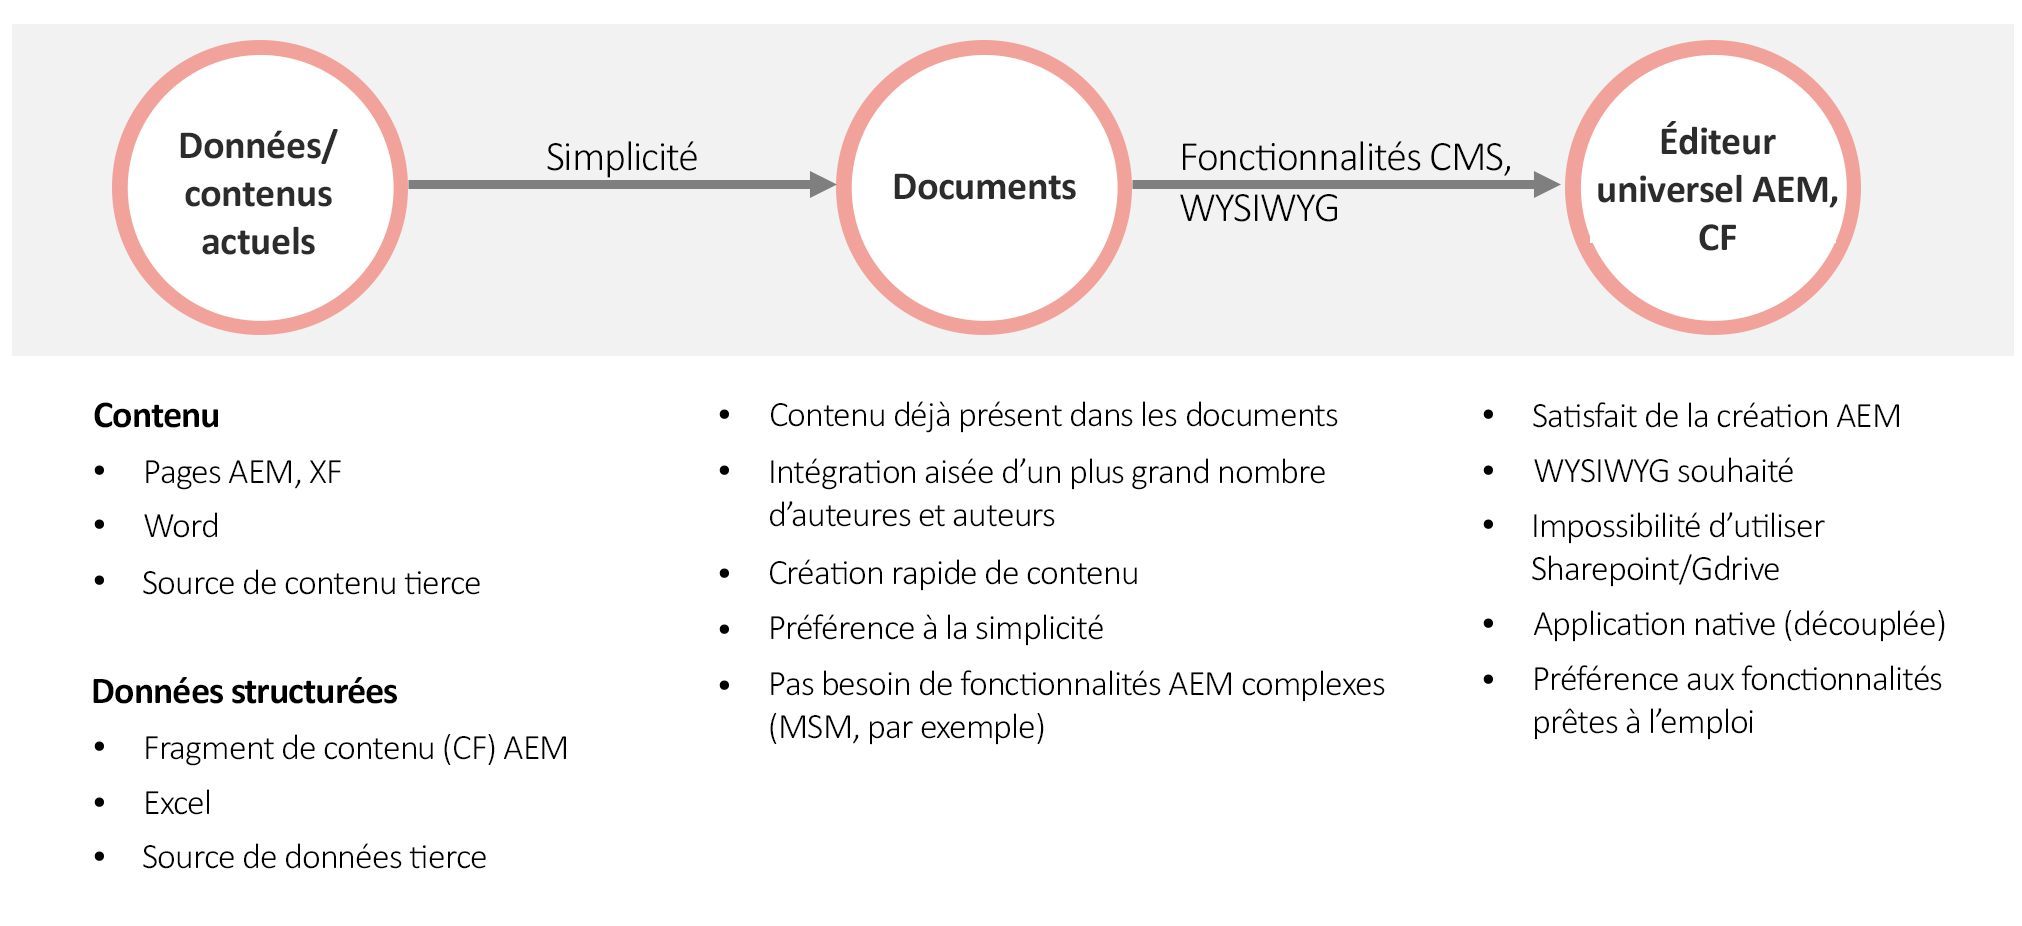 Données/
contenus
actuels
Simplicité
Documents
Fonctionnalités CMS,
WYSIWYG
Éditeur
universel AEM,
CF
Contenu
• Pages AEM, XF
• Word
• Source de contenu tierce
Données structurées
• Fragment de contenu (CF) AEM
• Excel
• Source de données tierce
• Contenu déjà présent dans les documents
• Intégration aisée d’un plus grand nombre
d’auteures et auteurs
• Création rapide de contenu
• Préférence à la simplicité
• Pas besoin de fonctionnalités AEM complexes
(MSM, par exemple)
• Satisfait de la création AEM
• WYSIWYG souhaité
• Impossibilité d’utiliser
Sharepoint/Gdrive
• Application native (découplée)
• Préférence aux fonctionnalités
prêtes à l’emploi